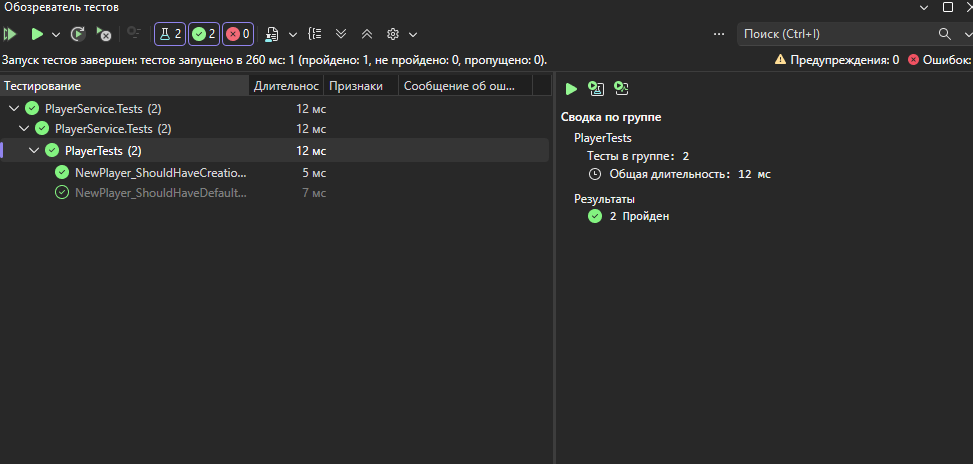 Обозреватель тестов
2 2 0 Поиск (Ctrl+I)
Запуск тестов завершен: тестов запущено в 260 мс: 1 (пройдено: 1, не пройдено: 0, пропущено: 0). Предупреждения: 0 Ошибок:
Тестирование Длительнос Признаки Сообщение об ош...
PlayerService.Tests (2) 12 мс
PlayerService.Tests (2) 12 мс
PlayerTests (2) 12 мс
NewPlayer_ShouldHaveCreatio... 5 мс
NewPlayer_ShouldHaveDefault... 7 мс
Сводка по группе
PlayerTests
Тесты в группе: 2
Общая длительность: 12 мс
Результаты
2 Пройден